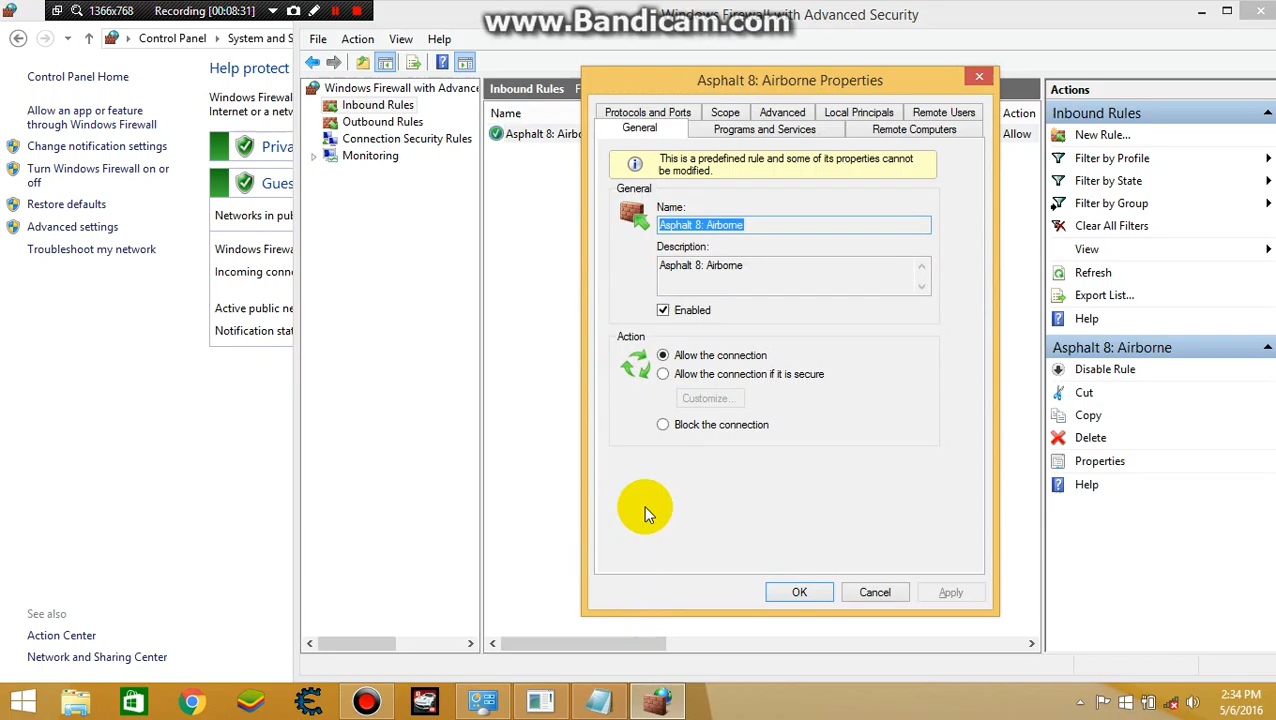 1366x768 Recording [00:08:31]
www.Bandicam.com
Windows Firewall with Advanced Security
Control Panel System and S
File Action View Help
Control Panel Home
Allow an app or feature
through Windows Firewall
Change notification settings
Turn Windows Firewall on or
off
Restore defaults
Advanced settings
Troubleshoot my network
See also
Action Center
Network and Sharing Center
Help protect
Windows Firewa
Internet or a netw
Priva
Gues
Networks in pub
Windows Firewa
Incoming connec
Active public ne
Notification stat
Windows Firewall with Advance
Inbound Rules
Outbound Rules
Connection Security Rules
Monitoring
Inbound Rules F
Name
Asphalt 8: Airbo
Action
Allow
Asphalt 8: Airborne Properties
Protocols and Ports Scope Advanced Local Principals Remote Users
General Programs and Services Remote Computers
This is a predefined rule and some of its properties cannot
be modified.
General
Name:
Asphalt 8: Airborne
Description:
Asphalt 8: Airborne
Enabled
Action
Allow the connection
Allow the connection if it is secure
Customize...
Block the connection
OK Cancel Apply
Actions
Inbound Rules
New Rule...
Filter by Profile
Filter by State
Filter by Group
Clear All Filters
View
Refresh
Export List...
Help
Asphalt 8: Airborne
Disable Rule
Cut
Copy
Delete
Properties
Help
2:34 PM
5/6/2016